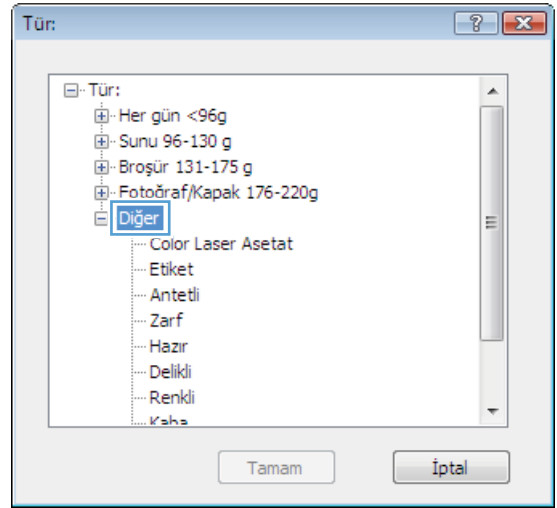 Tür:
Tür:
Her gün <96g
Sunu 96-130 g
Broşür 131-175 g
Fotoğraf/Kapak 176-220g
Diğer
Color Laser Asetat
Etiket
Antetli
Zarf
Hazır
Delikli
Renkli
Kaba
Tamam İptal